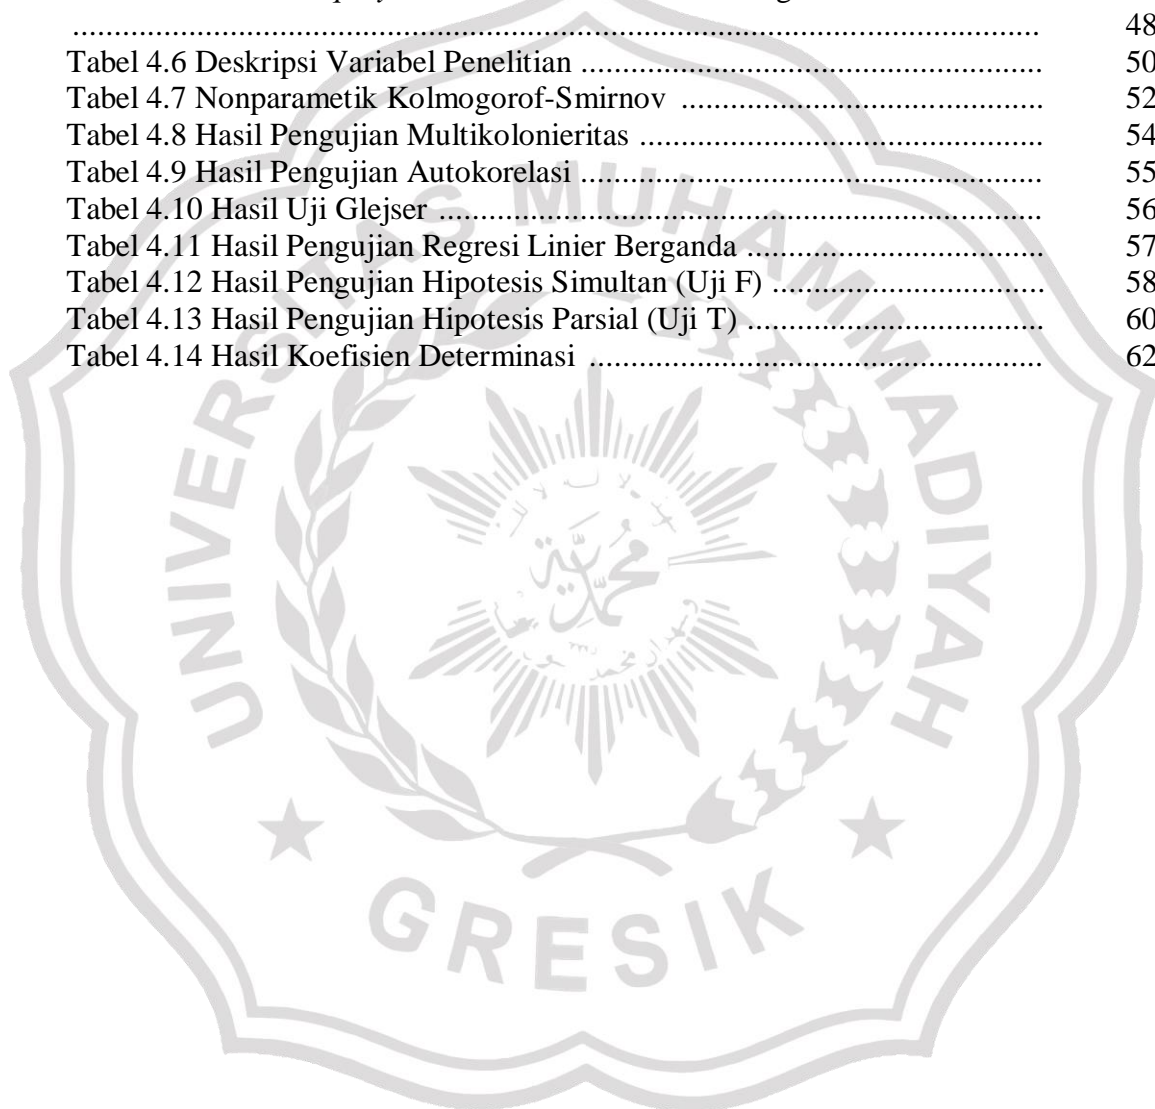 48
Tabel 4.6 Deskripsi Variabel Penelitian ........................................................ 50
Tabel 4.7 Nonparametik Kolmogorof-Smirnov ............................................ 52
Tabel 4.8 Hasil Pengujian Multikolonieritas ................................................. 54
Tabel 4.9 Hasil Pengujian Autokorelasi ........................................................ 55
Tabel 4.10 Hasil Uji Glejser ......................................................................... 56
Tabel 4.11 Hasil Pengujian Regresi Linier Berganda .................................... 57
Tabel 4.12 Hasil Pengujian Hipotesis Simultan (Uji F) ................................. 58
Tabel 4.13 Hasil Pengujian Hipotesis Parsial (Uji T) .................................... 60
Tabel 4.14 Hasil Koefisien Determinasi ....................................................... 62
UNIVERSITAS MUHAMMADIYAH
محمد
GRESIK